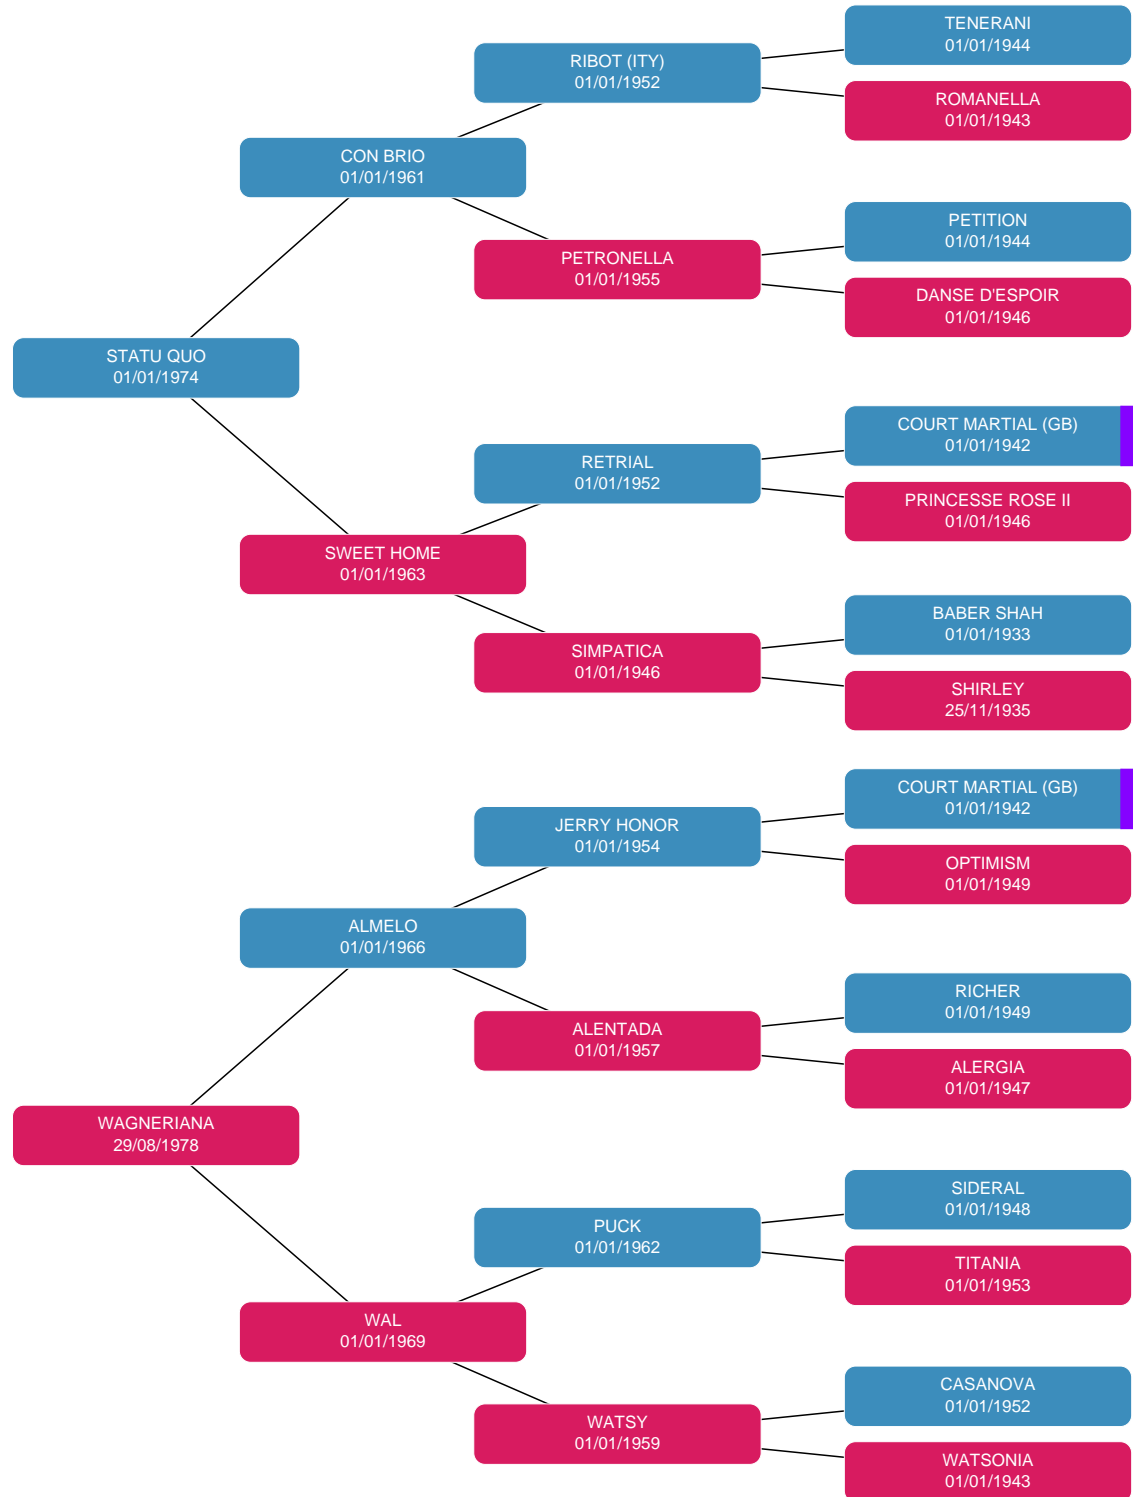 TENERANI
01/01/1944
RIBOT (ITY)
01/01/1952
ROMANELLA
01/01/1943
CON BRIO
01/01/1961
PETITION
01/01/1944
PETRONELLA
01/01/1955
DANSE D'ESPOIR
01/01/1946
STATU QUO
01/01/1974
COURT MARTIAL (GB)
01/01/1942
RETRIAL
01/01/1952
PRINCESSE ROSE II
01/01/1946
SWEET HOME
01/01/1963
BABER SHAH
01/01/1933
SIMPATICA
01/01/1946
SHIRLEY
25/11/1935
COURT MARTIAL (GB)
01/01/1942
JERRY HONOR
01/01/1954
OPTIMISM
01/01/1949
ALMELO
01/01/1966
RICHER
01/01/1949
ALENTADA
01/01/1957
ALERGIA
01/01/1947
WAGNERIANA
29/08/1978
SIDERAL
01/01/1948
PUCK
01/01/1962
TITANIA
01/01/1953
WAL
01/01/1969
CASANOVA
01/01/1952
WATSY
01/01/1959
WATSONIA
01/01/1943